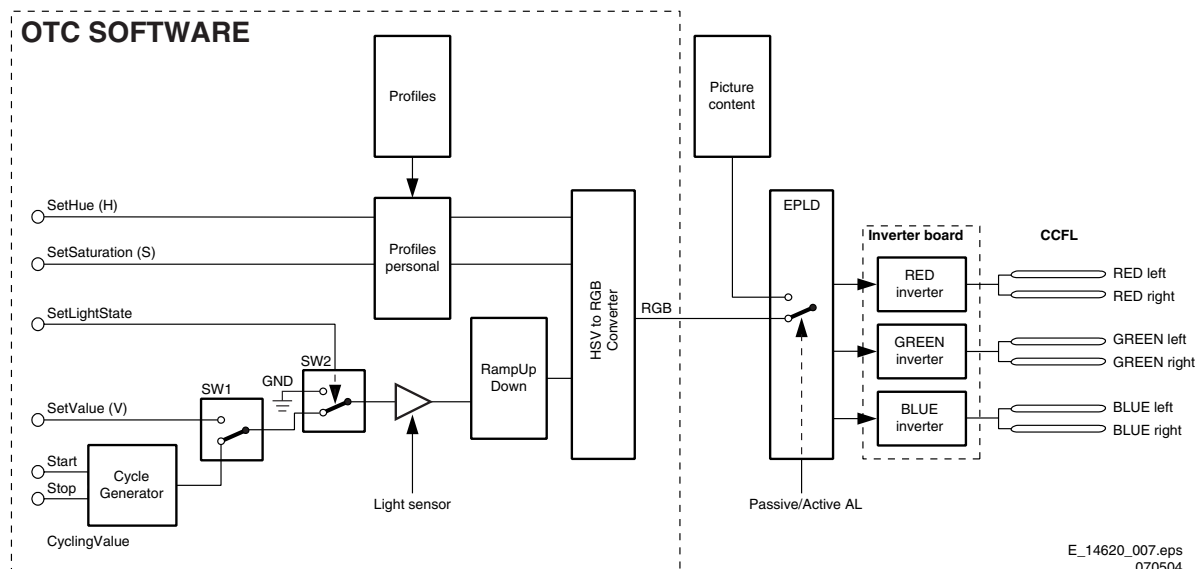 OTC SOFTWARE
Profiles
Picture
content
SetHue (H)
EPLD
SetSaturation (S)
Profiles
personal
Inverter board
CCFL
RED
inverter
RED left
RED right
SetLightState
HSV to RGB
Converter
RGB
GREEN
inverter
GREEN left
GREEN right
SW2
GND
RampUp
Down
SW1
SetValue (V)
BLUE
inverter
BLUE left
BLUE right
Start
Stop
Cycle
Generator
CyclingValue
Light sensor
Passive/Active AL
E_14620_007.eps
070504